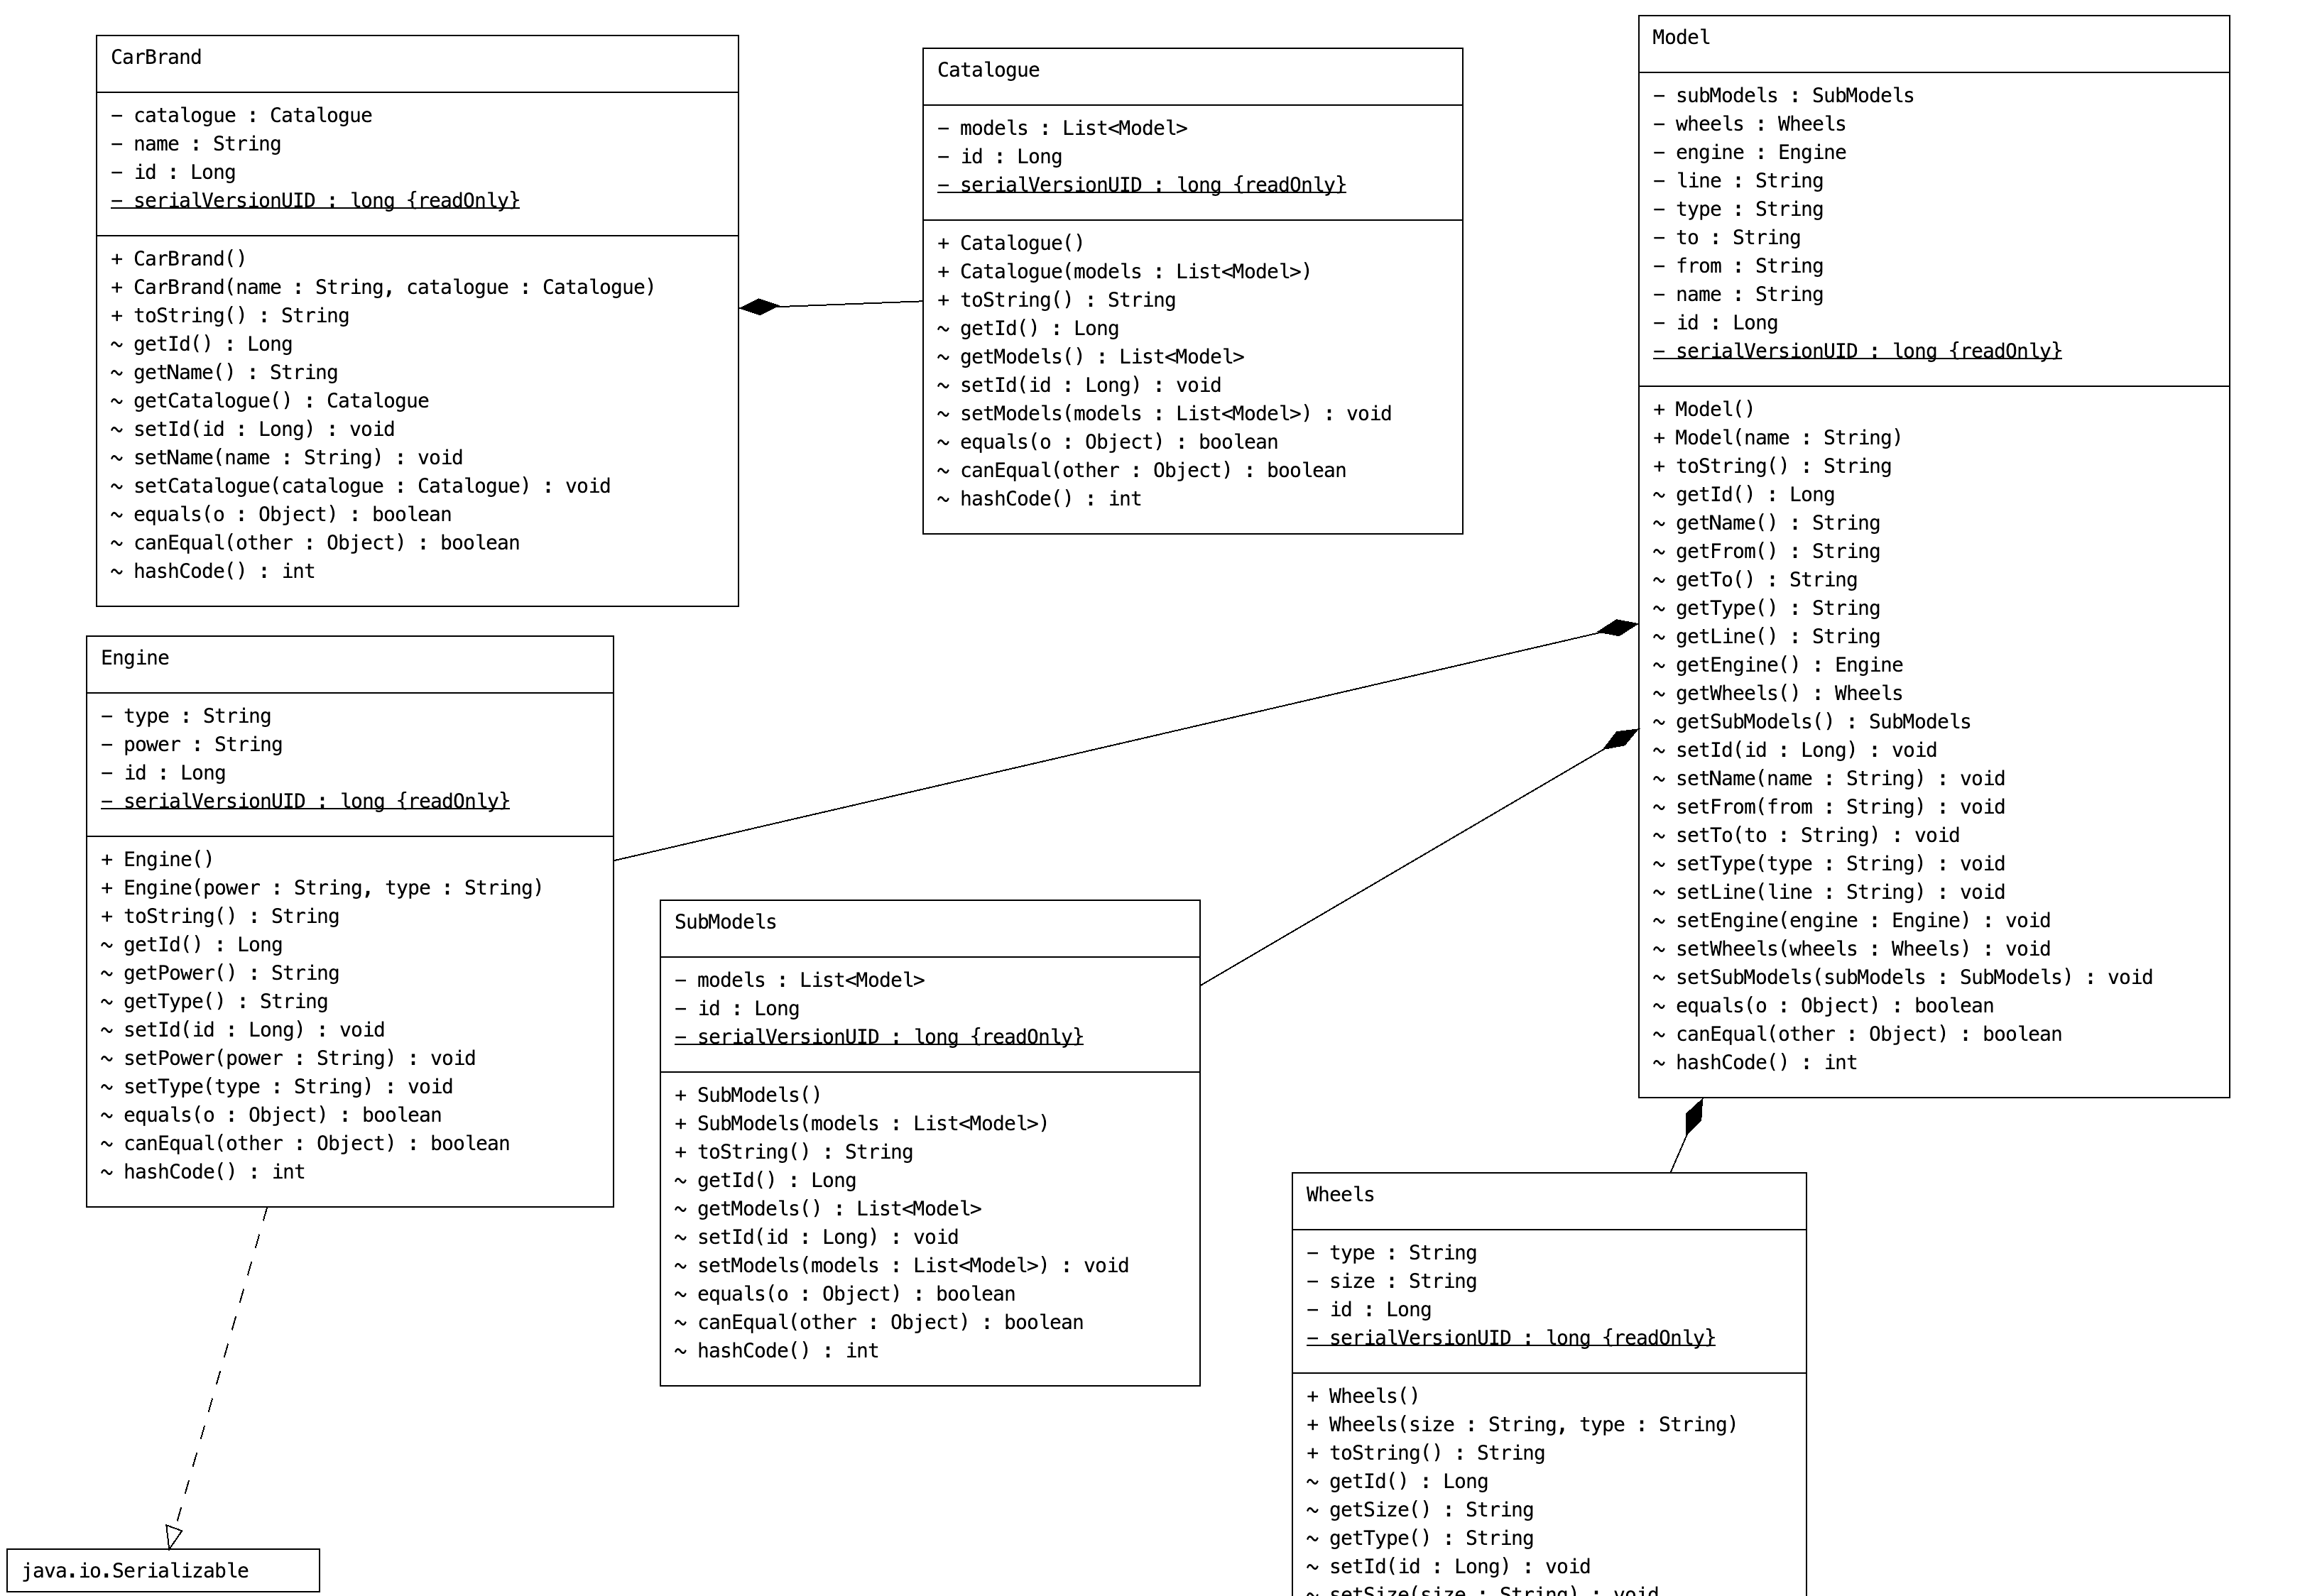 CarBrand
– catalogue : Catalogue
– name : String
– id : Long
– serialVersionUID : long {readOnly}
+ CarBrand()
+ CarBrand(name : String, catalogue : Catalogue)
+ toString() : String
~ getId() : Long
~ getName() : String
~ getCatalogue() : Catalogue
~ setId(id : Long) : void
~ setName(name : String) : void
~ setCatalogue(catalogue : Catalogue) : void
~ equals(o : Object) : boolean
~ canEqual(other : Object) : boolean
~ hashCode() : int
Catalogue
– models : List<Model>
– id : Long
– serialVersionUID : long {readOnly}
+ Catalogue()
+ Catalogue(models : List<Model>)
+ toString() : String
~ getId() : Long
~ getModels() : List<Model>
~ setId(id : Long) : void
~ setModels(models : List<Model>) : void
~ equals(o : Object) : boolean
~ canEqual(other : Object) : boolean
~ hashCode() : int
Model
– subModels : SubModels
– wheels : Wheels
– engine : Engine
– line : String
– type : String
– to : String
– from : String
– name : String
– id : Long
– serialVersionUID : long {readOnly}
+ Model()
+ Model(name : String)
+ toString() : String
~ getId() : Long
~ getName() : String
~ getFrom() : String
~ getTo() : String
~ getType() : String
~ getLine() : String
~ getEngine() : Engine
~ getWheels() : Wheels
~ getSubModels() : SubModels
~ setId(id : Long) : void
~ setName(name : String) : void
~ setFrom(from : String) : void
~ setTo(to : String) : void
~ setType(type : String) : void
~ setLine(line : String) : void
~ setEngine(engine : Engine) : void
~ setWheels(wheels : Wheels) : void
~ setSubModels(subModels : SubModels) : void
~ equals(o : Object) : boolean
~ canEqual(other : Object) : boolean
~ hashCode() : int
Engine
– type : String
– power : String
– id : Long
– serialVersionUID : long {readOnly}
+ Engine()
+ Engine(power : String, type : String)
+ toString() : String
~ getId() : Long
~ getPower() : String
~ getType() : String
~ setId(id : Long) : void
~ setPower(power : String) : void
~ setType(type : String) : void
~ equals(o : Object) : boolean
~ canEqual(other : Object) : boolean
~ hashCode() : int
SubModels
– models : List<Model>
– id : Long
– serialVersionUID : long {readOnly}
+ SubModels()
+ SubModels(models : List<Model>)
+ toString() : String
~ getId() : Long
~ getModels() : List<Model>
~ setId(id : Long) : void
~ setModels(models : List<Model>) : void
~ equals(o : Object) : boolean
~ canEqual(other : Object) : boolean
~ hashCode() : int
Wheels
– type : String
– size : String
– id : Long
– serialVersionUID : long {readOnly}
+ Wheels()
+ Wheels(size : String, type : String)
+ toString() : String
~ getId() : Long
~ getSize() : String
~ getType() : String
~ setId(id : Long) : void
~ setSize(size : String) : void
java.io.Serializable